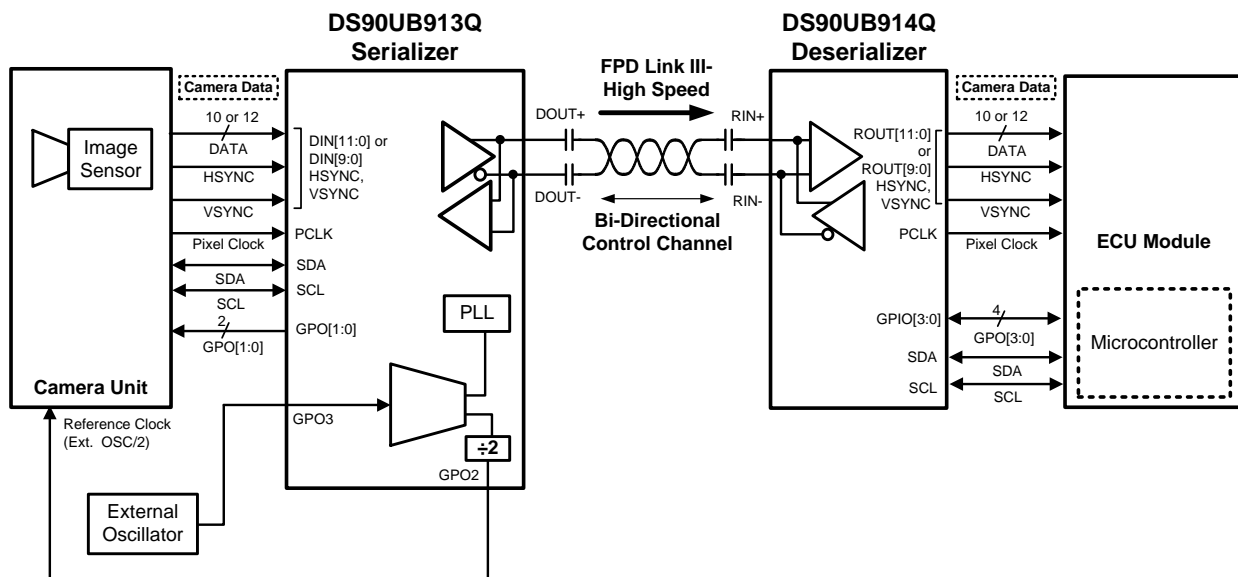 DS90UB913Q
Serializer
DS90UB914Q
Deserializer
Camera Data
10 or 12
DATA
HSYNC
VSYNC
Pixel Clock
SDA
SCL
2
GPO[1:0]
Image
Sensor
Camera Unit
DIN[11:0] or
DIN[9:0]
HSYNC,
VSYNC
PCLK
SDA
SCL
GPO[1:0]
PLL
GPO3
÷2
GPO2
Reference Clock
(Ext. OSC/2)
External
Oscillator
FPD Link III-
High Speed
DOUT+
DOUT-
RIN+
RIN-
Bi-Directional
Control Channel
ROUT[11:0]
or
ROUT[9:0]
HSYNC,
VSYNC
PCLK
GPIO[3:0]
SDA
SCL
Camera Data
10 or 12
DATA
HSYNC
VSYNC
Pixel Clock
4
GPO[3:0]
SDA
SCL
ECU Module
Microcontroller